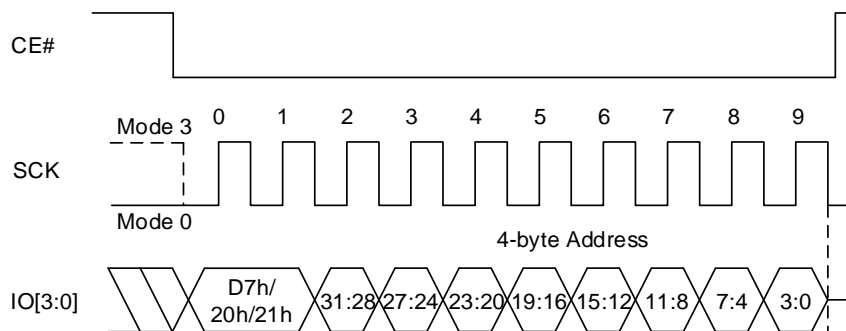 CE#
Mode 3 0 1 2 3 4 5 6 7 8 9
SCK
Mode 0
4-byte Address
IO[3:0] D7h/ 20h/21h 31:28 27:24 23:20 19:16 15:12 11:8 7:4 3:0